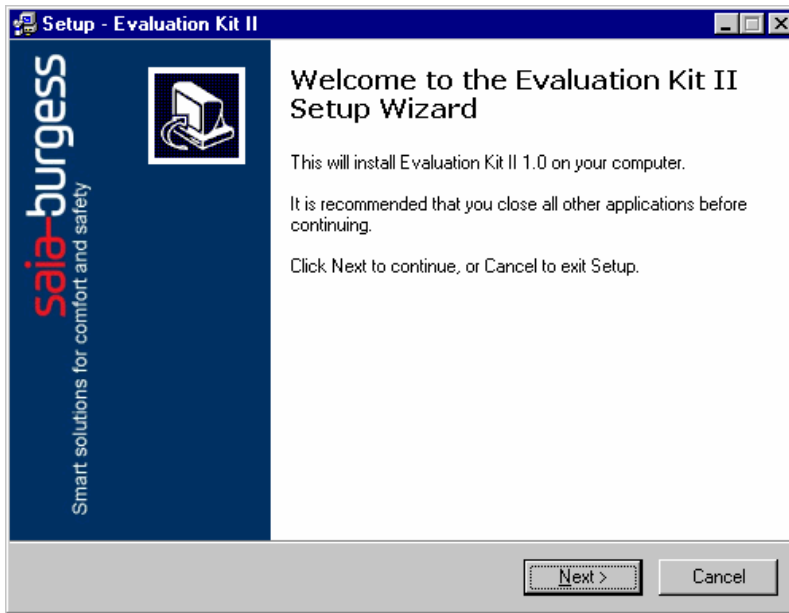 Setup - Evaluation Kit II
saia-burgess
Smart solutions for comfort and safety
Welcome to the Evaluation Kit II
Setup Wizard
This will install Evaluation Kit II 1.0 on your computer.
It is recommended that you close all other applications before
continuing.
Click Next to continue, or Cancel to exit Setup.
Next >
Cancel